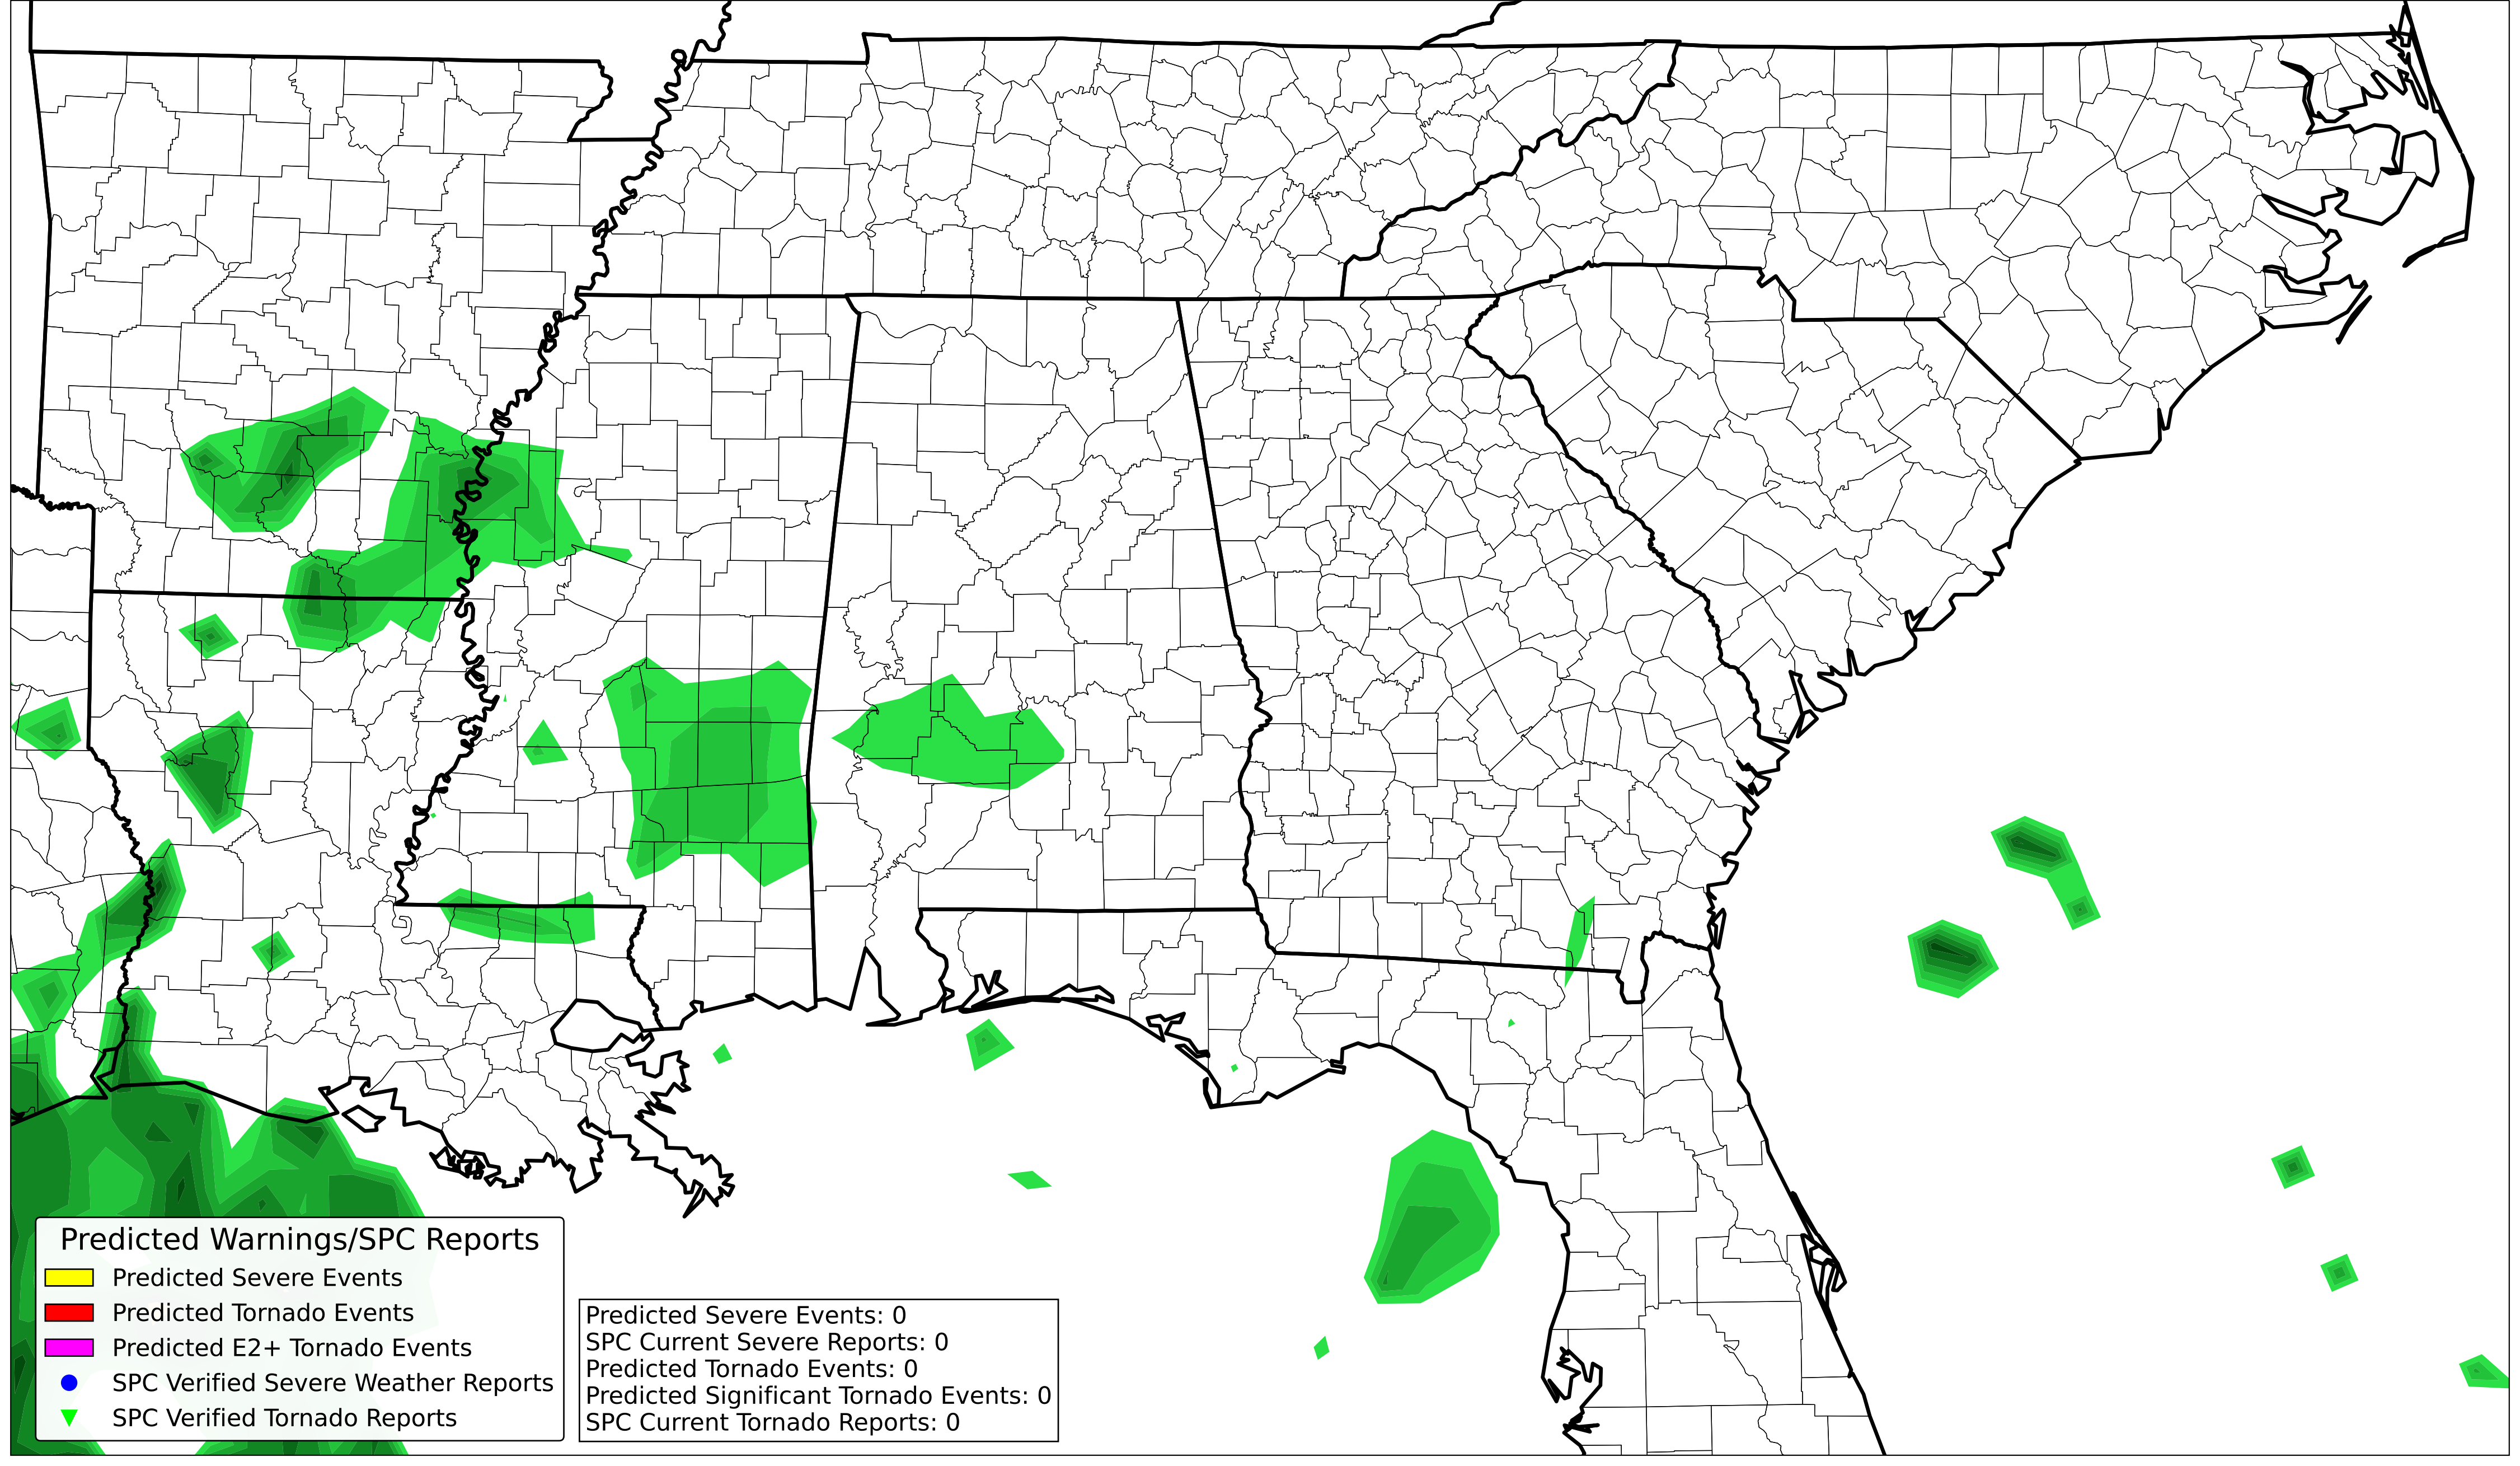 Predicted Warnings/SPC Reports
Predicted Severe Events
Predicted Tornado Events
Predicted E2+ Tornado Events
SPC Verified Severe Weather Reports
SPC Verified Tornado Reports
Predicted Severe Events: 0
SPC Current Severe Reports: 0
Predicted Tornado Events: 0
Predicted Significant Tornado Events: 0
SPC Current Tornado Reports: 0